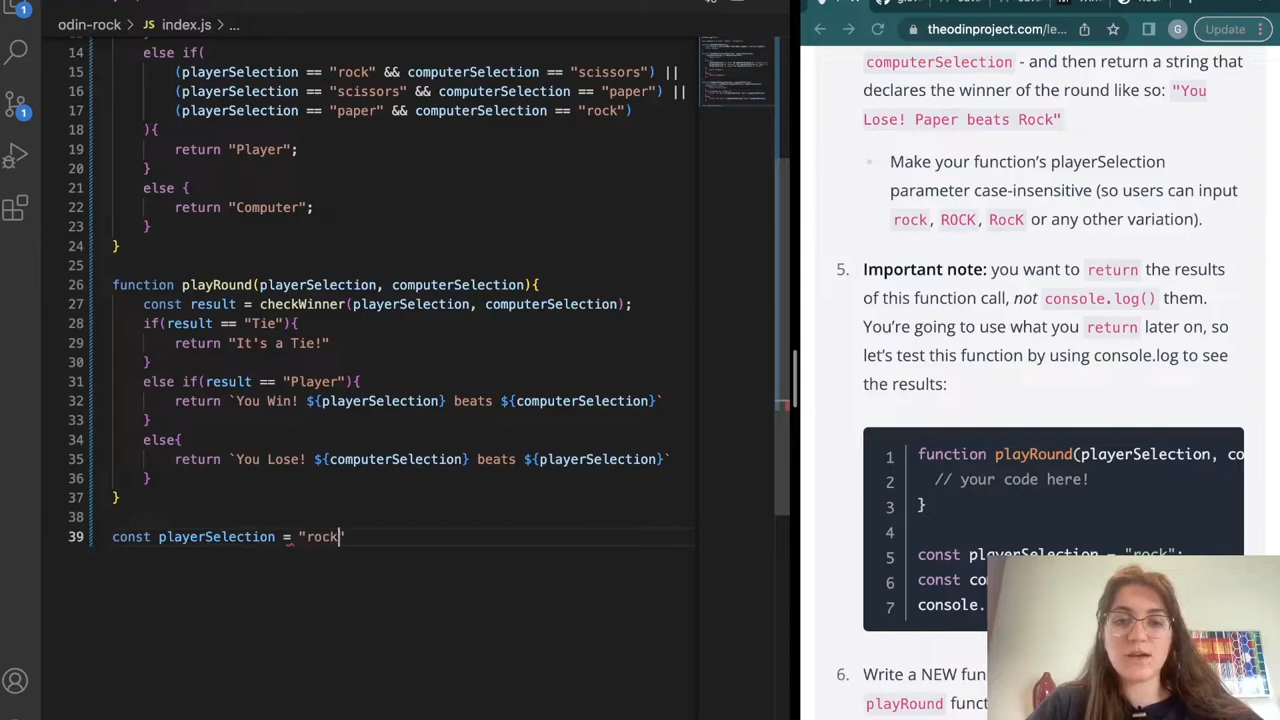 odin-rock > JS index.js > ...
14 else if(
15 (playerSelection == "rock" && computerSelection == "scissors") ||
16 (playerSelection == "scissors" && computerSelection == "paper") ||
17 (playerSelection == "paper" && computerSelection == "rock")
18 ){
19 return "Player";
20 }
21 else {
22 return "Computer";
23 }
24 }
25
26 function playRound(playerSelection, computerSelection){
27 const result = checkWinner(playerSelection, computerSelection);
28 if(result == "Tie"){
29 return "It's a Tie!"
30 }
31 else if(result == "Player"){
32 return `You Win! ${playerSelection} beats ${computerSelection}`
33 }
34 else{
35 return `You Lose! ${computerSelection} beats ${playerSelection}`
36 }
37 }
38
39 const playerSelection = "rock"
1
1
theodinproject.com/le...
G
Update
computerSelection - and then return a string that
declares the winner of the round like so: "You
Lose! Paper beats Rock"
Make your function's playerSelection
parameter case-insensitive (so users can input
rock, ROCK, RocK or any other variation).
5. Important note: you want to return the results
of this function call, not console.log() them.
You're going to use what you return later on, so
let's test this function by using console.log to see
the results:
1 function playRound(playerSelection, co
2 // your code here!
3 }
4
5 const playerSelection = "rock";
6 const co
7 console.
6. Write a NEW fun
playRound funct